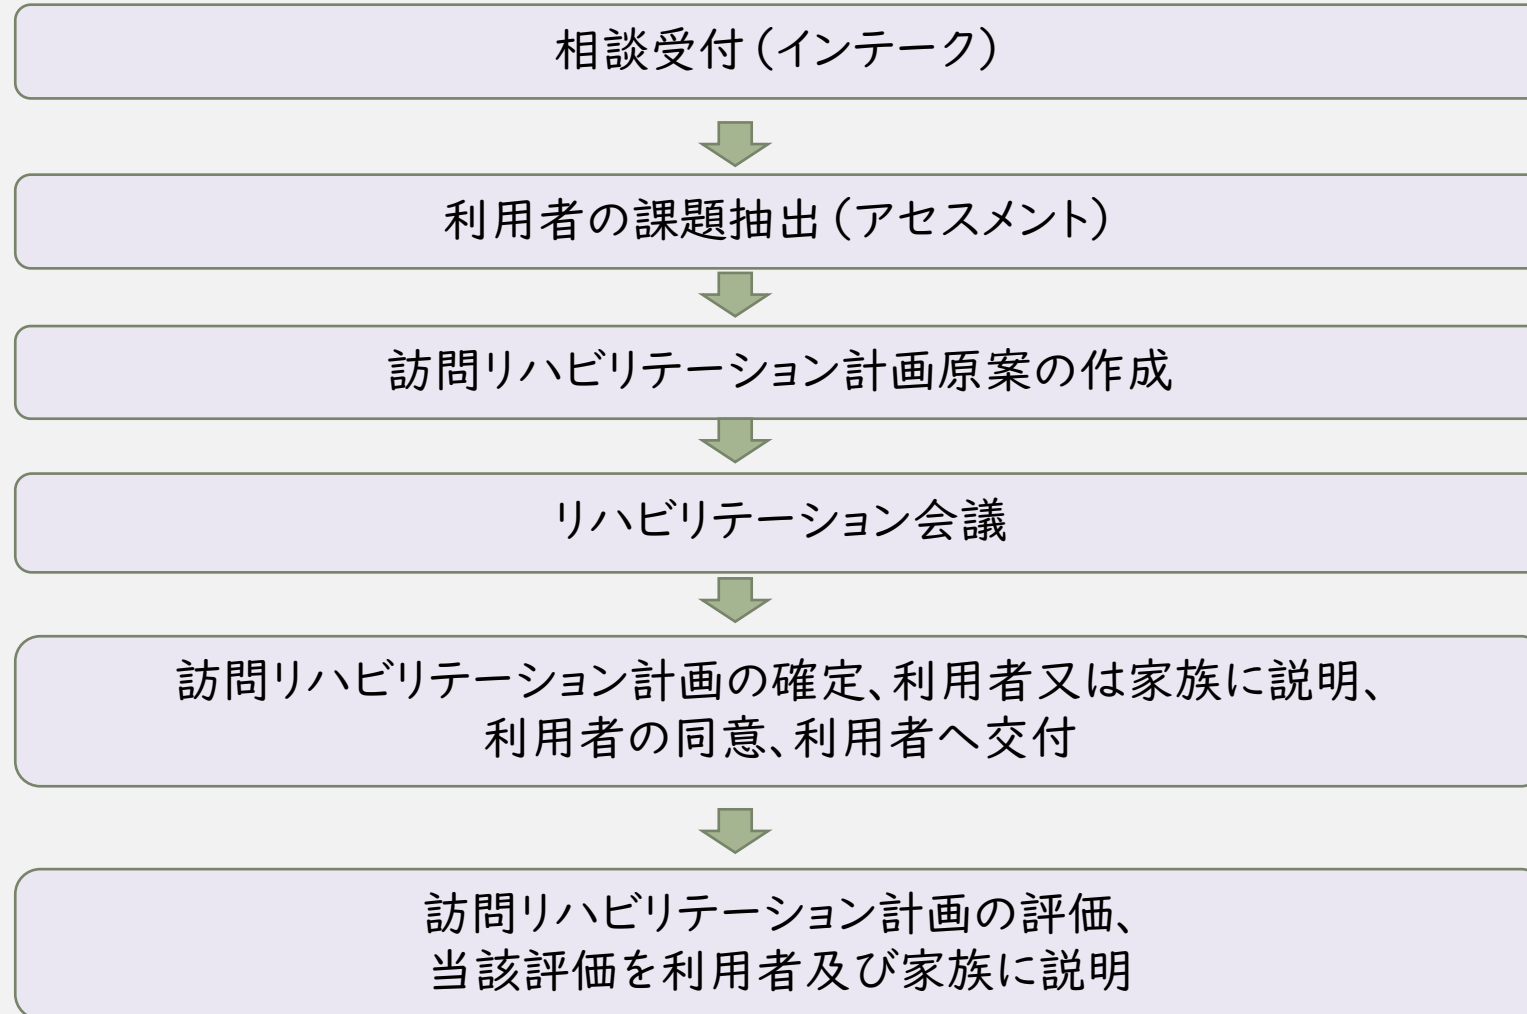 相談受付(インテーク)
利用者の課題抽出(アセスメント)
訪問リハビリテーション計画原案の作成
リハビリテーション会議
訪問リハビリテーション計画の確定、利用者又は家族に説明、
利用者の同意、利用者へ交付
訪問リハビリテーション計画の評価、
当該評価を利用者及び家族に説明